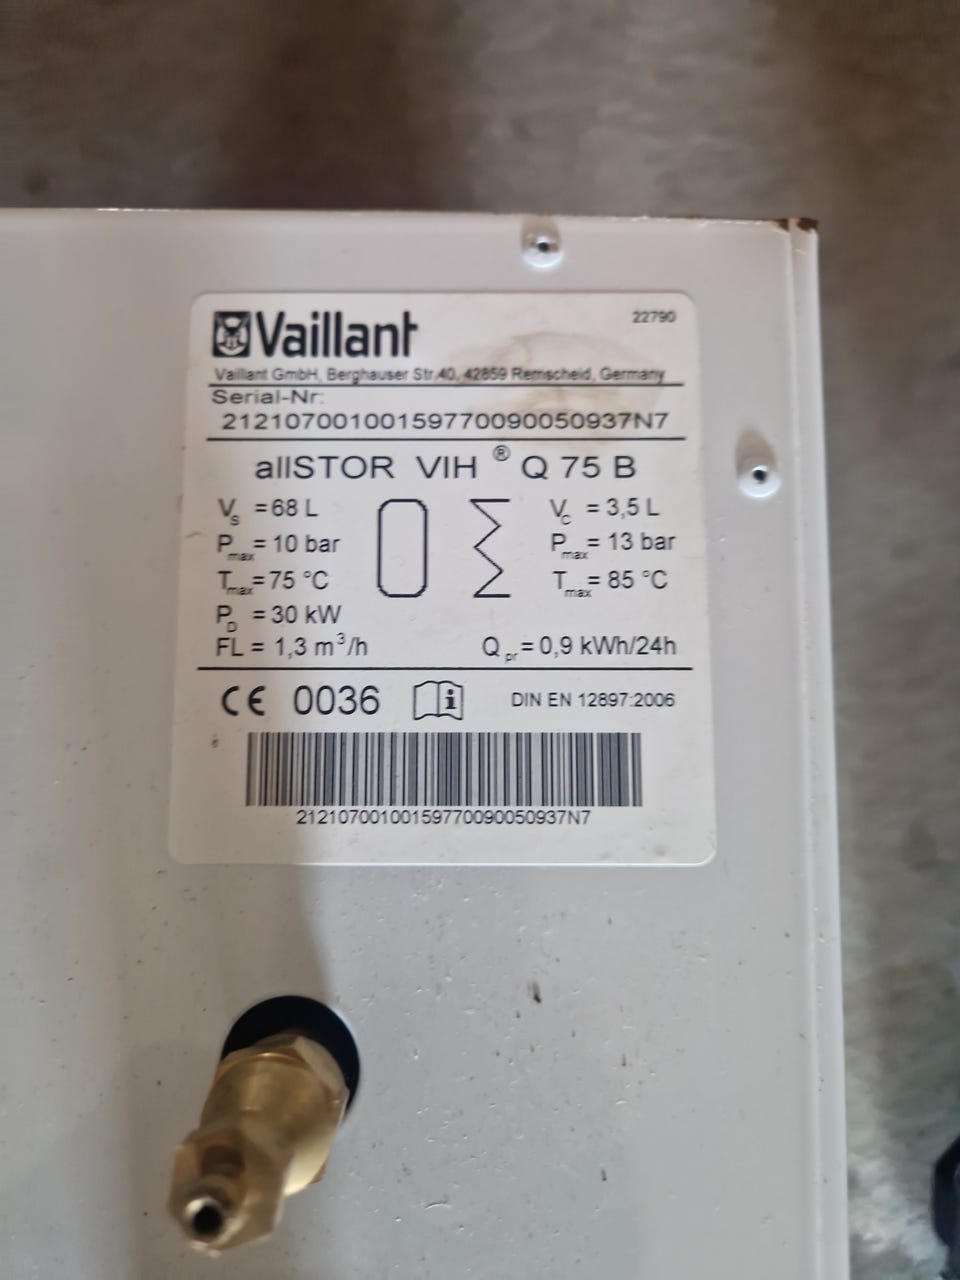 Vaillant
22790
Vaillant GmbH, Berghauser Str.40, 42859 Remscheid, Germany
Serial-Nr:
21210700100159770090050937N7
allSTOR VIH ® Q 75 B
Vs = 68 L
Vc = 3,5 L
Pmax = 10 bar
Pmax = 13 bar
Tmax = 75 °C
Tmax = 85 °C
PD = 30 kW
FL = 1,3 m³/h
Qpr = 0,9 kWh/24h
CE 0036
i
DIN EN 12897:2006
21210700100159770090050937N7